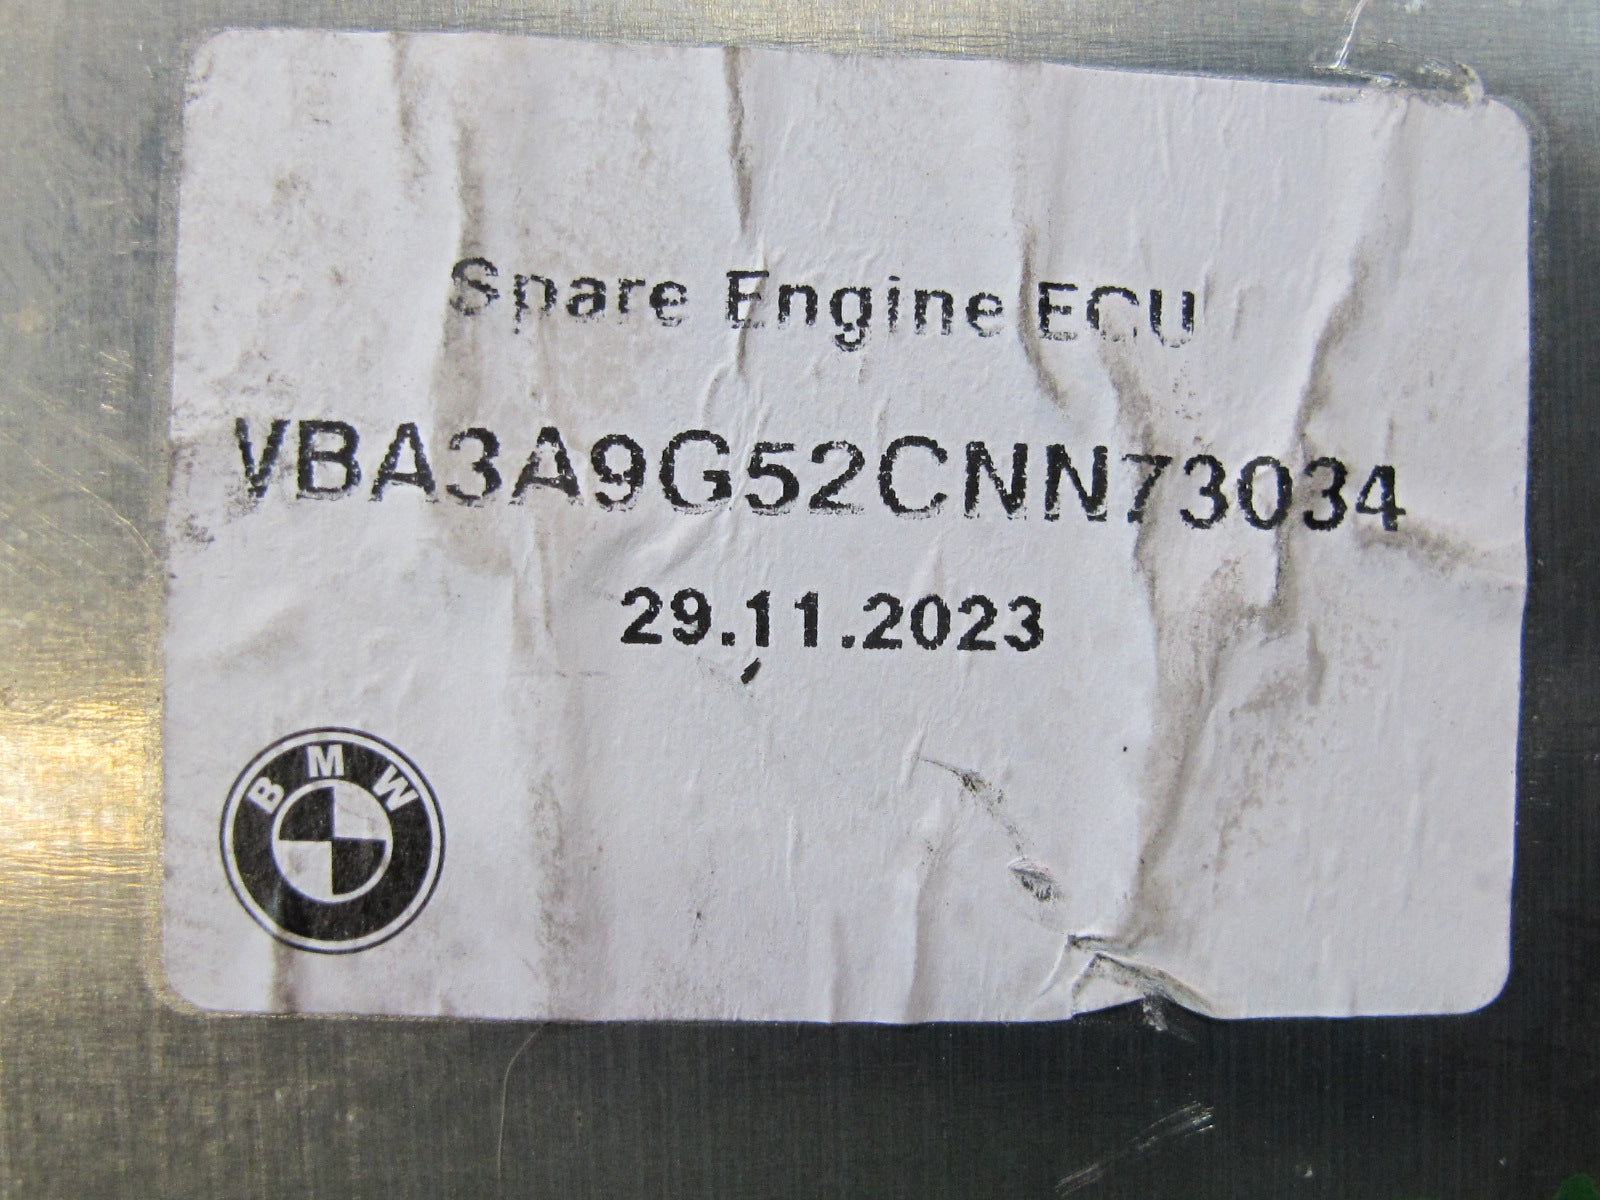 Spare Engine ECU
VBA3A9G52CNN73034
29.11.2023
BMW